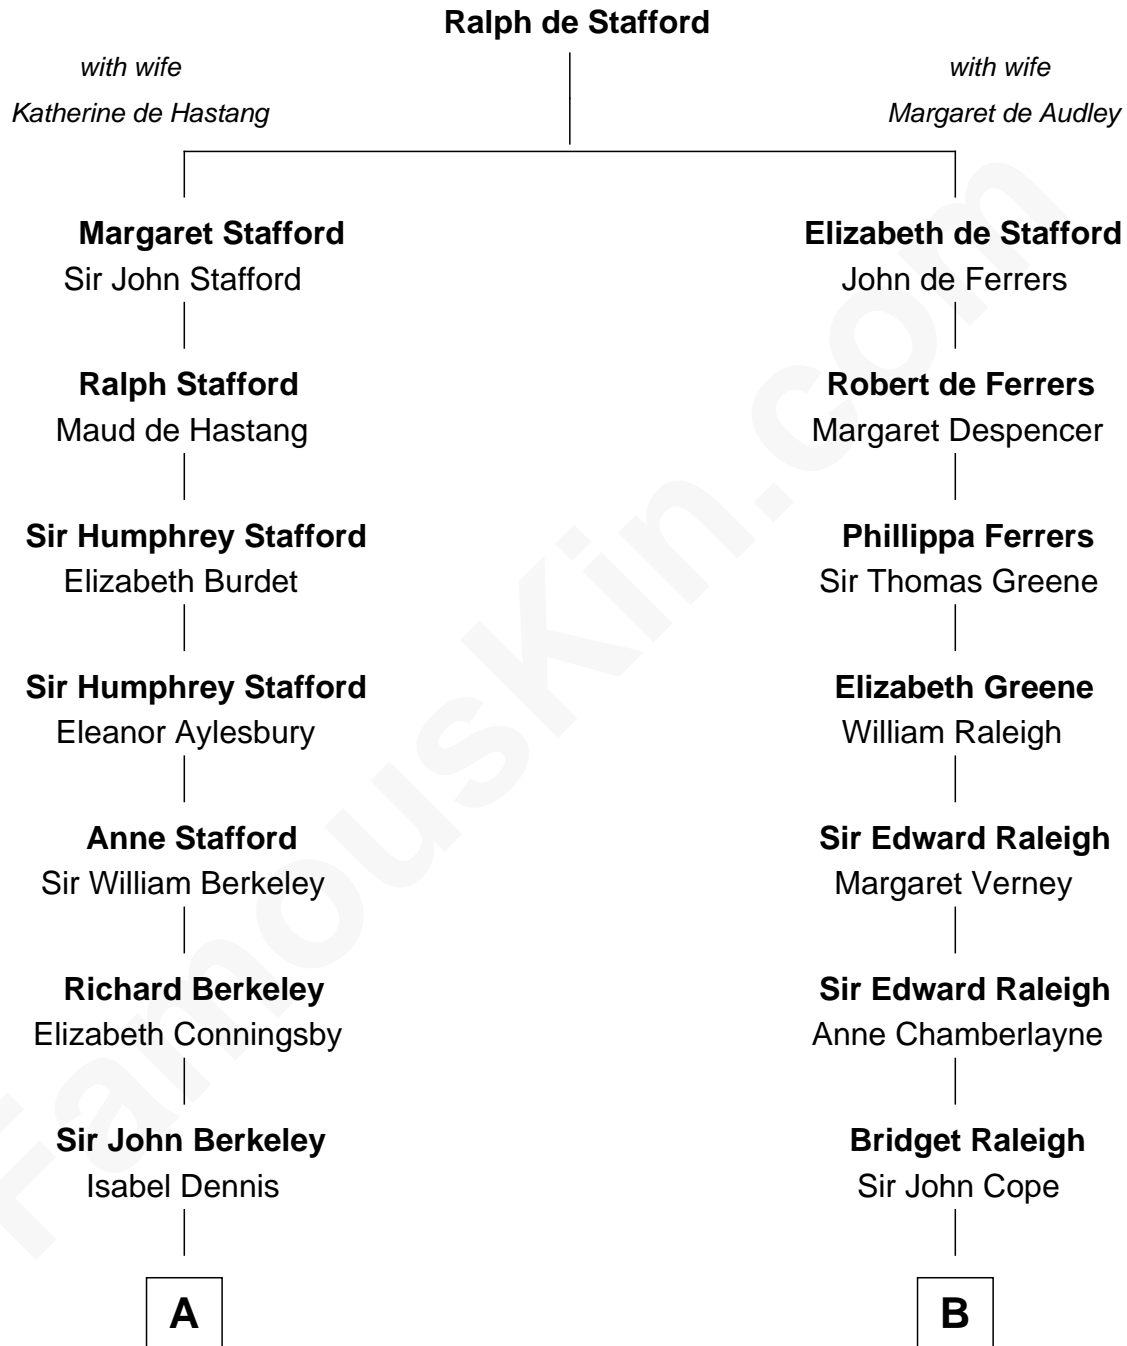 Ralph de Stafford
with wife
Katherine de Hastang
with wife
Margaret de Audley
Margaret Stafford
Sir John Stafford
Elizabeth de Stafford
John de Ferrers
Ralph Stafford
Maud de Hastang
Robert de Ferrers
Margaret Despencer
Sir Humphrey Stafford
Elizabeth Burdet
Phillippa Ferrers
Sir Thomas Greene
Sir Humphrey Stafford
Eleanor Aylesbury
Elizabeth Greene
William Raleigh
Anne Stafford
Sir William Berkeley
Sir Edward Raleigh
Margaret Verney
Richard Berkeley
Elizabeth Conningsby
Sir Edward Raleigh
Anne Chamberlayne
Sir John Berkeley
Isabel Dennis
Bridget Raleigh
Sir John Cope
A
B
FamousKin.com